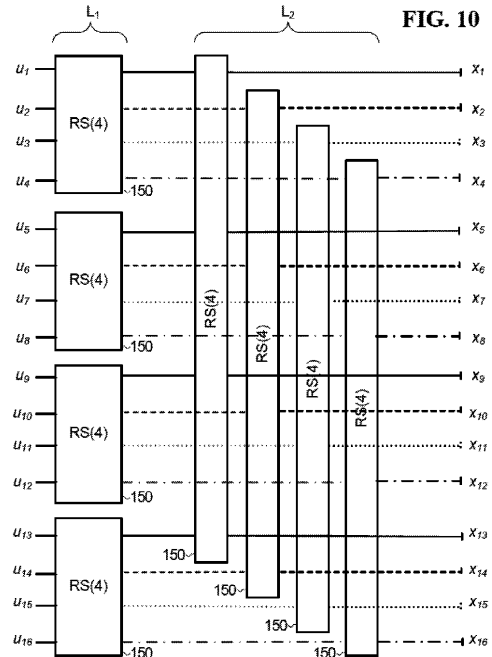 L1 L2 FIG. 10
u1 x1
u2 x2
RS(4)
u3 x3
u4 x4
150
u5 x5
u6 x6
RS(4)
u7 x7
u8 x8
150
RS(4)
RS(4)
RS(4)
RS(4)
u9 x9
u10 x10
RS(4)
u11 x11
u12 x12
150
u13 x13
150
u14 x14
RS(4)
150
u15 x15
150
u16 x16
150 150